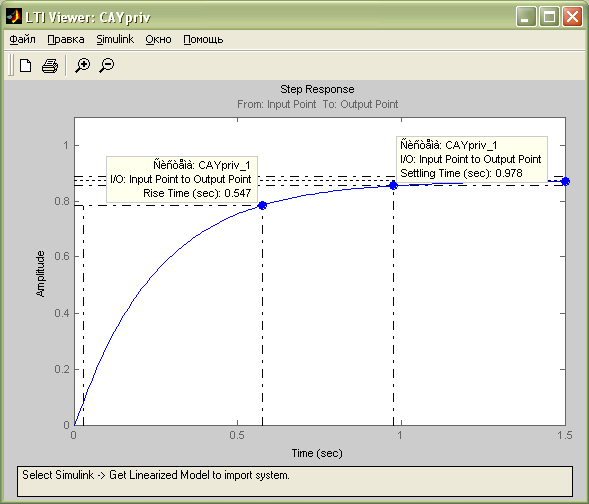 LTI Viewer: CAYpriv
Файл Правка Simulink Окно Помощь
Step Response
From: Input Point To: Output Point
Ñèñòåìà: CAYpriv_1
I/O: Input Point to Output Point
Rise Time (sec): 0.547
Ñèñòåìà: CAYpriv_1
I/O: Input Point to Output Point
Settling Time (sec): 0.978
Amplitude
1
0.8
0.6
0.4
0.2
0
0
0.5
1
1.5
Time (sec)
Select Simulink -> Get Linearized Model to import system.